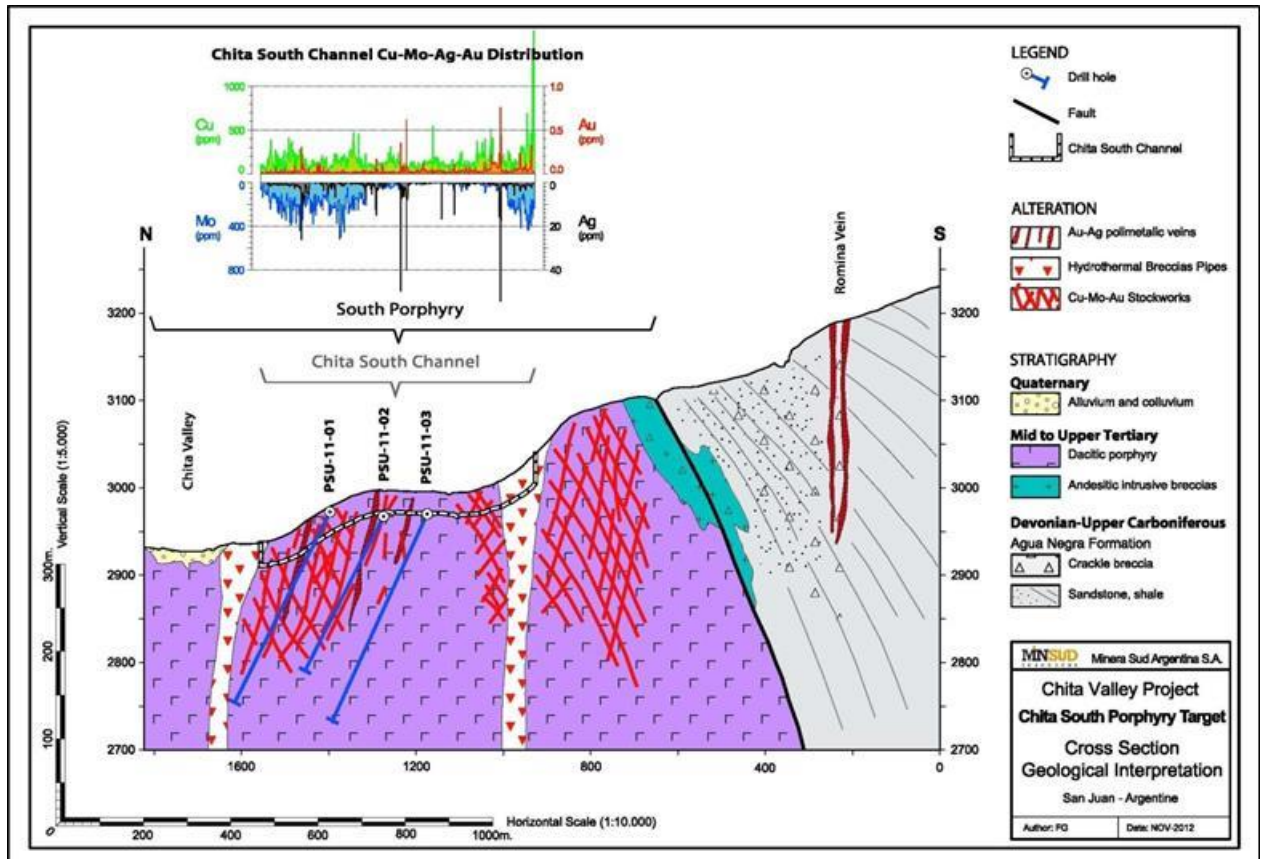 Chita South Channel Cu-Mo-Ag-Au Distribution
1000
500
0
Cu
(ppm)
1.0
0.5
0.0
Au
(ppm)
0
400
800
Mo
(ppm)
0
20
40
Ag
(ppm)
N
S
South Porphyry
Chita South Channel
Romina Vein
Chita Valley
PSU-11-01
PSU-11-02
PSU-11-03
3200
3100
3000
2900
2800
2700
3200
3100
3000
2900
2800
2700
1600
1200
800
400
0
Vertical Scale (1:5.000)
300m.
200
100
0
200
400
600
800
1000m.
Horizontal Scale (1:10.000)
LEGEND
Drill hole
Fault
Chita South Channel
ALTERATION
Au-Ag polimetalic veins
Hydrothermal Breccias Pipes
Cu-Mo-Au Stockworks
STRATIGRAPHY
Quaternary
Alluvium and colluvium
Mid to Upper Tertiary
Dacitic porphyry
Andesitic intrusive breccias
Devonian-Upper Carboniferous
Agua Negra Formation
Crackle breccia
Sandstone, shale
MINSUD Minera Sud Argentina S.A.
Chita Valley Project
Chita South Porphyry Target
Cross Section
Geological Interpretation
San Juan - Argentine
Author: FG Date: NOV-2012